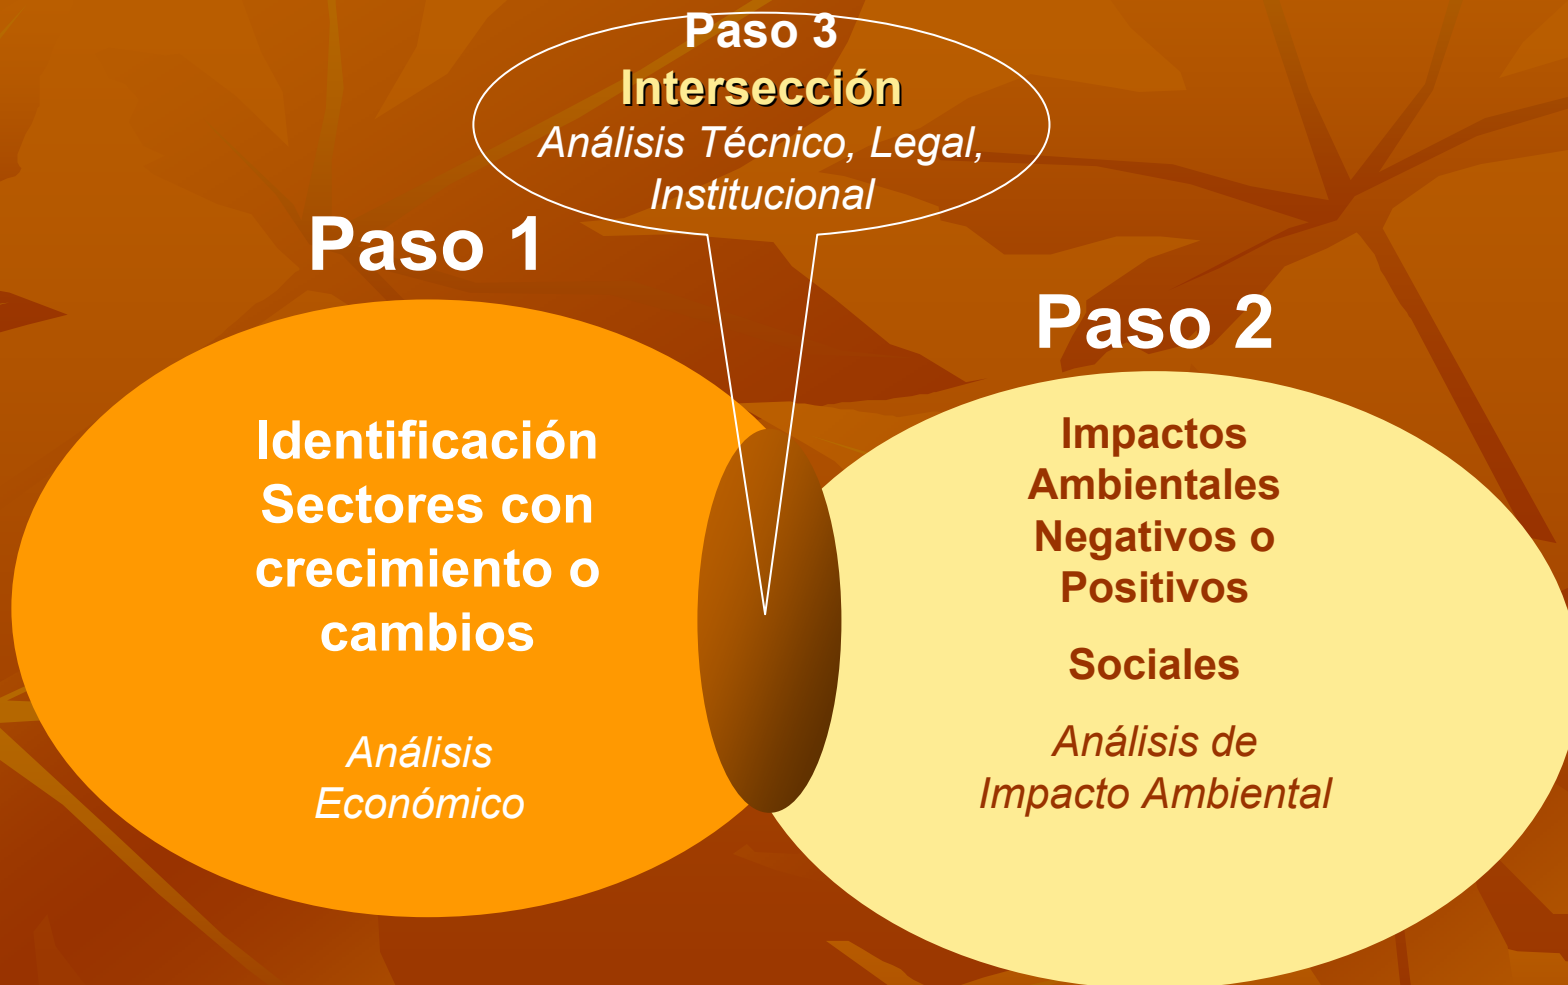 Paso 3
Intersección
Análisis Técnico, Legal,
Institucional
Paso 1
Identificación
Sectores con
crecimiento o
cambios
Análisis
Económico
Paso 2
Impactos
Ambientales
Negativos o
Positivos
Sociales
Análisis de
Impacto Ambiental